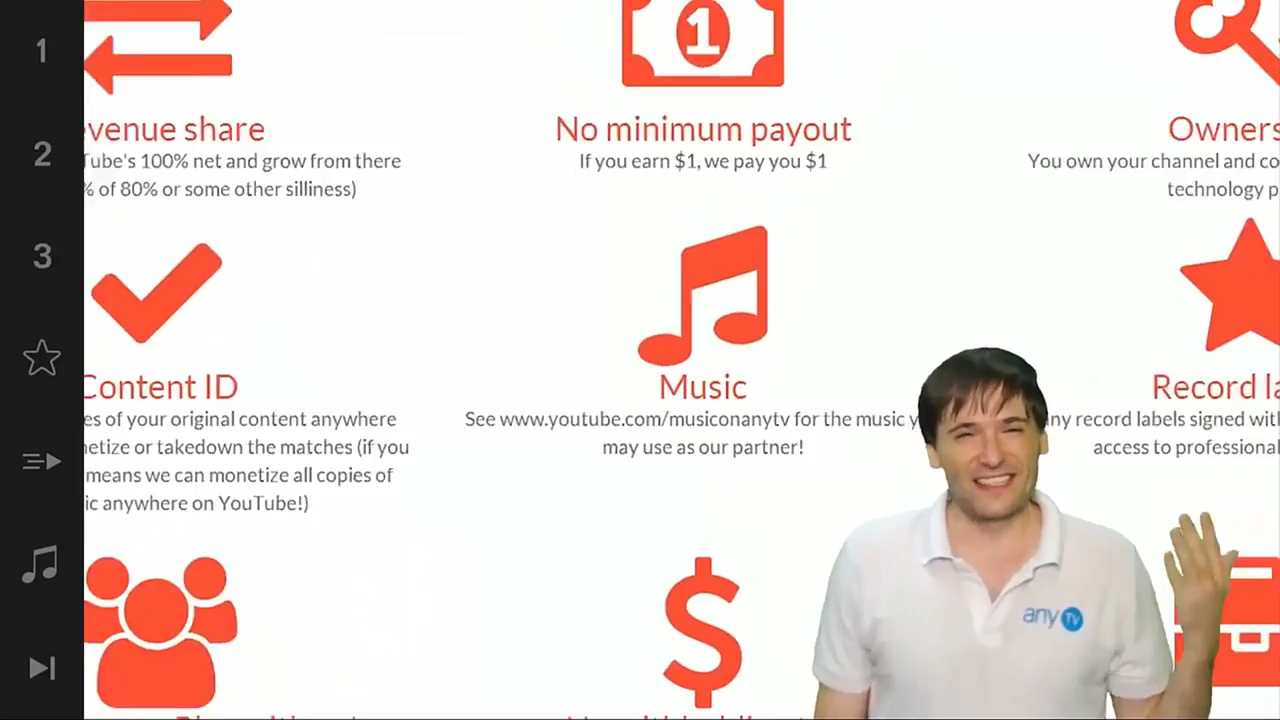 1
2
3
venue share
Tube's 100% net and grow from there
% of 80% or some other silliness)
1
No minimum payout
If you earn $1, we pay you $1
Owners
You own your channel and co
technology p
Content ID
es of your original content anywhere
netize or takedown the matches (if you
means we can monetize all copies of
ic anywhere on YouTube!)
Music
See www.youtube.com/musiconanytv for the music y
may use as our partner!
Record la
ny record labels signed with
access to professional
$
any TV